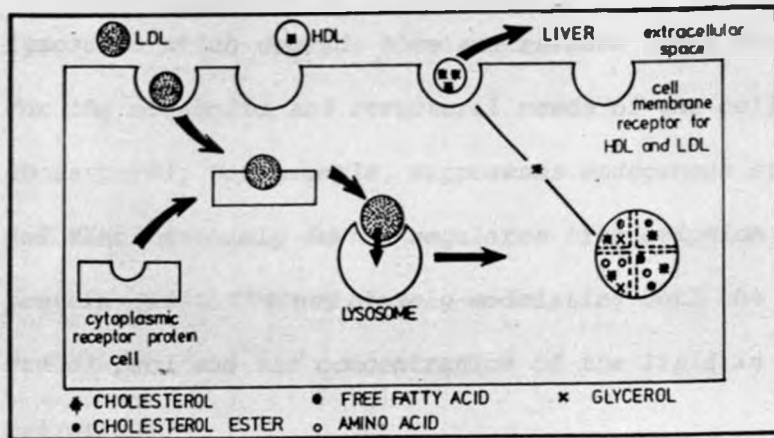 LDL
HDL
LIVER
extracellular
space
cell
membrane
receptor for
HDL and LDL
cytoplasmic
receptor protein
cell
LYSOSOME
CHOLESTEROL
FREE FATTY ACID
× GLYCEROL
CHOLESTEROL ESTER
AMINO ACID